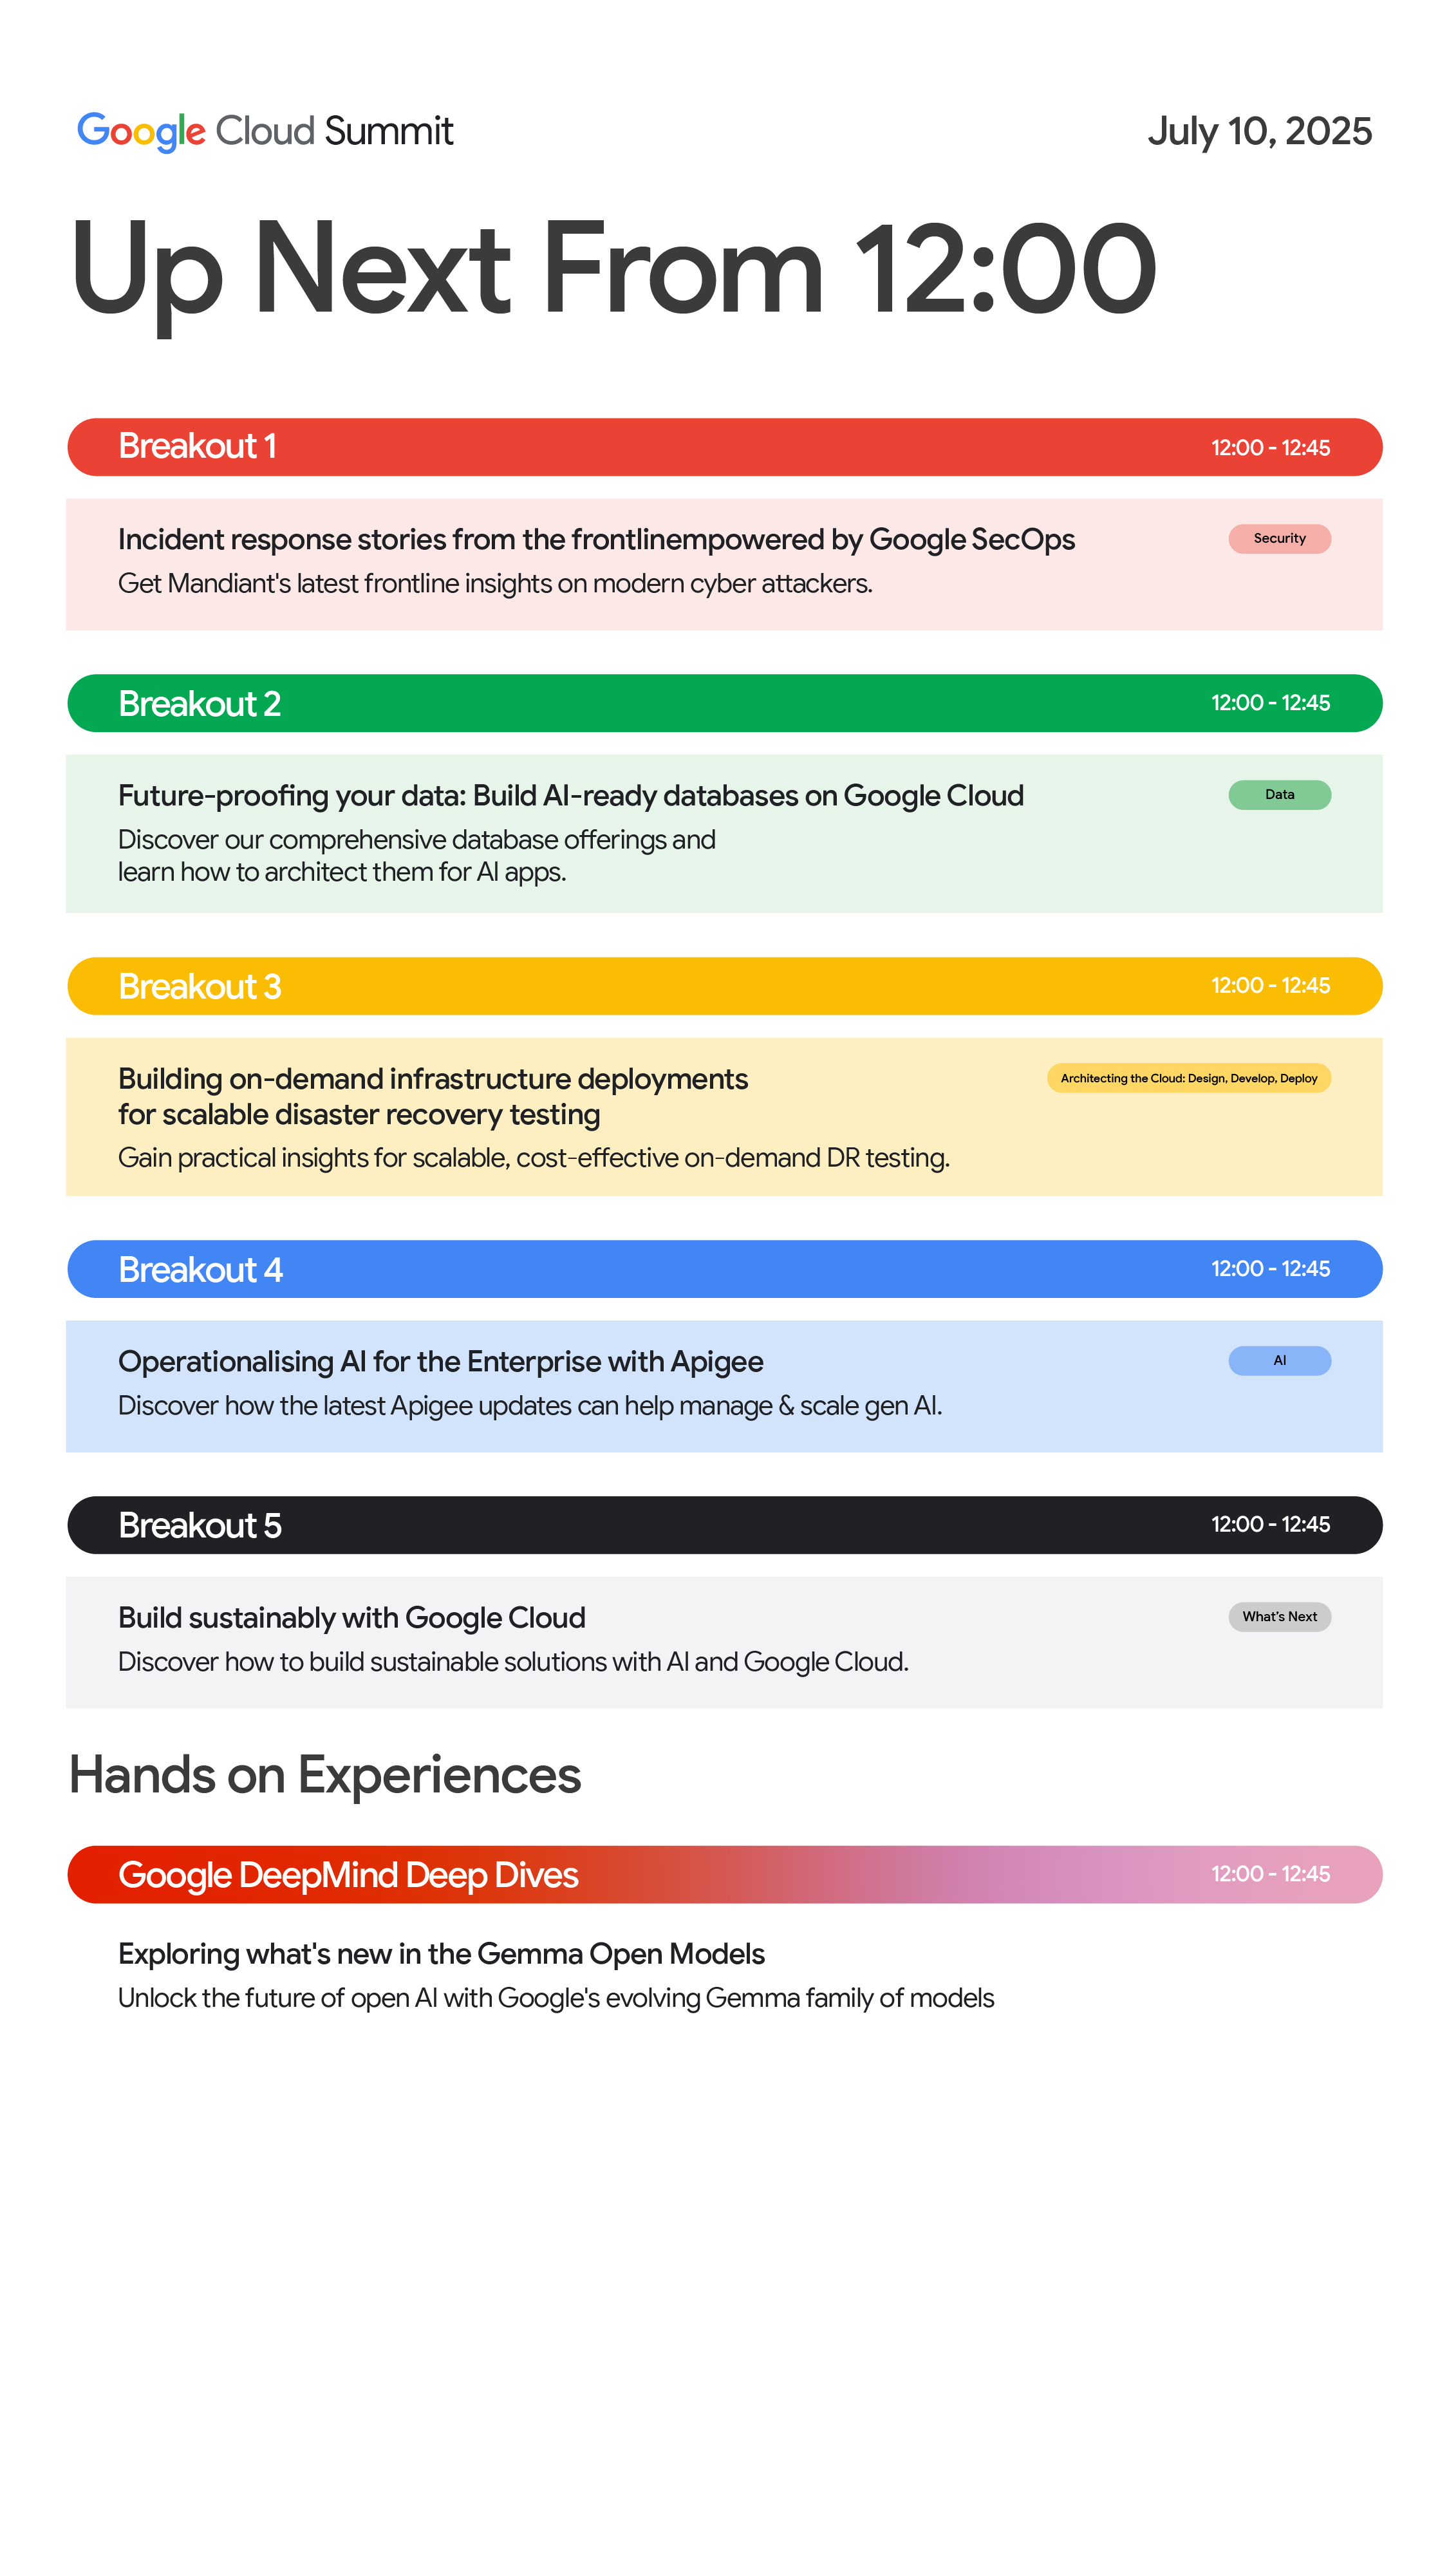 Google Cloud Summit
July 10, 2025
Up Next From 12:00
Breakout 1
12:00 - 12:45
Incident response stories from the frontlinempowered by Google SecOps
Security
Get Mandiant's latest frontline insights on modern cyber attackers.
Breakout 2
12:00 - 12:45
Future-proofing your data: Build AI-ready databases on Google Cloud
Data
Discover our comprehensive database offerings and
learn how to architect them for AI apps.
Breakout 3
12:00 - 12:45
Building on-demand infrastructure deployments
Architecting the Cloud: Design, Develop, Deploy
for scalable disaster recovery testing
Gain practical insights for scalable, cost-effective on-demand DR testing.
Breakout 4
12:00 - 12:45
Operationalising AI for the Enterprise with Apigee
AI
Discover how the latest Apigee updates can help manage & scale gen AI.
Breakout 5
12:00 - 12:45
Build sustainably with Google Cloud
What's Next
Discover how to build sustainable solutions with AI and Google Cloud.
Hands on Experiences
Google DeepMind Deep Dives
12:00 - 12:45
Exploring what's new in the Gemma Open Models
Unlock the future of open AI with Google's evolving Gemma family of models